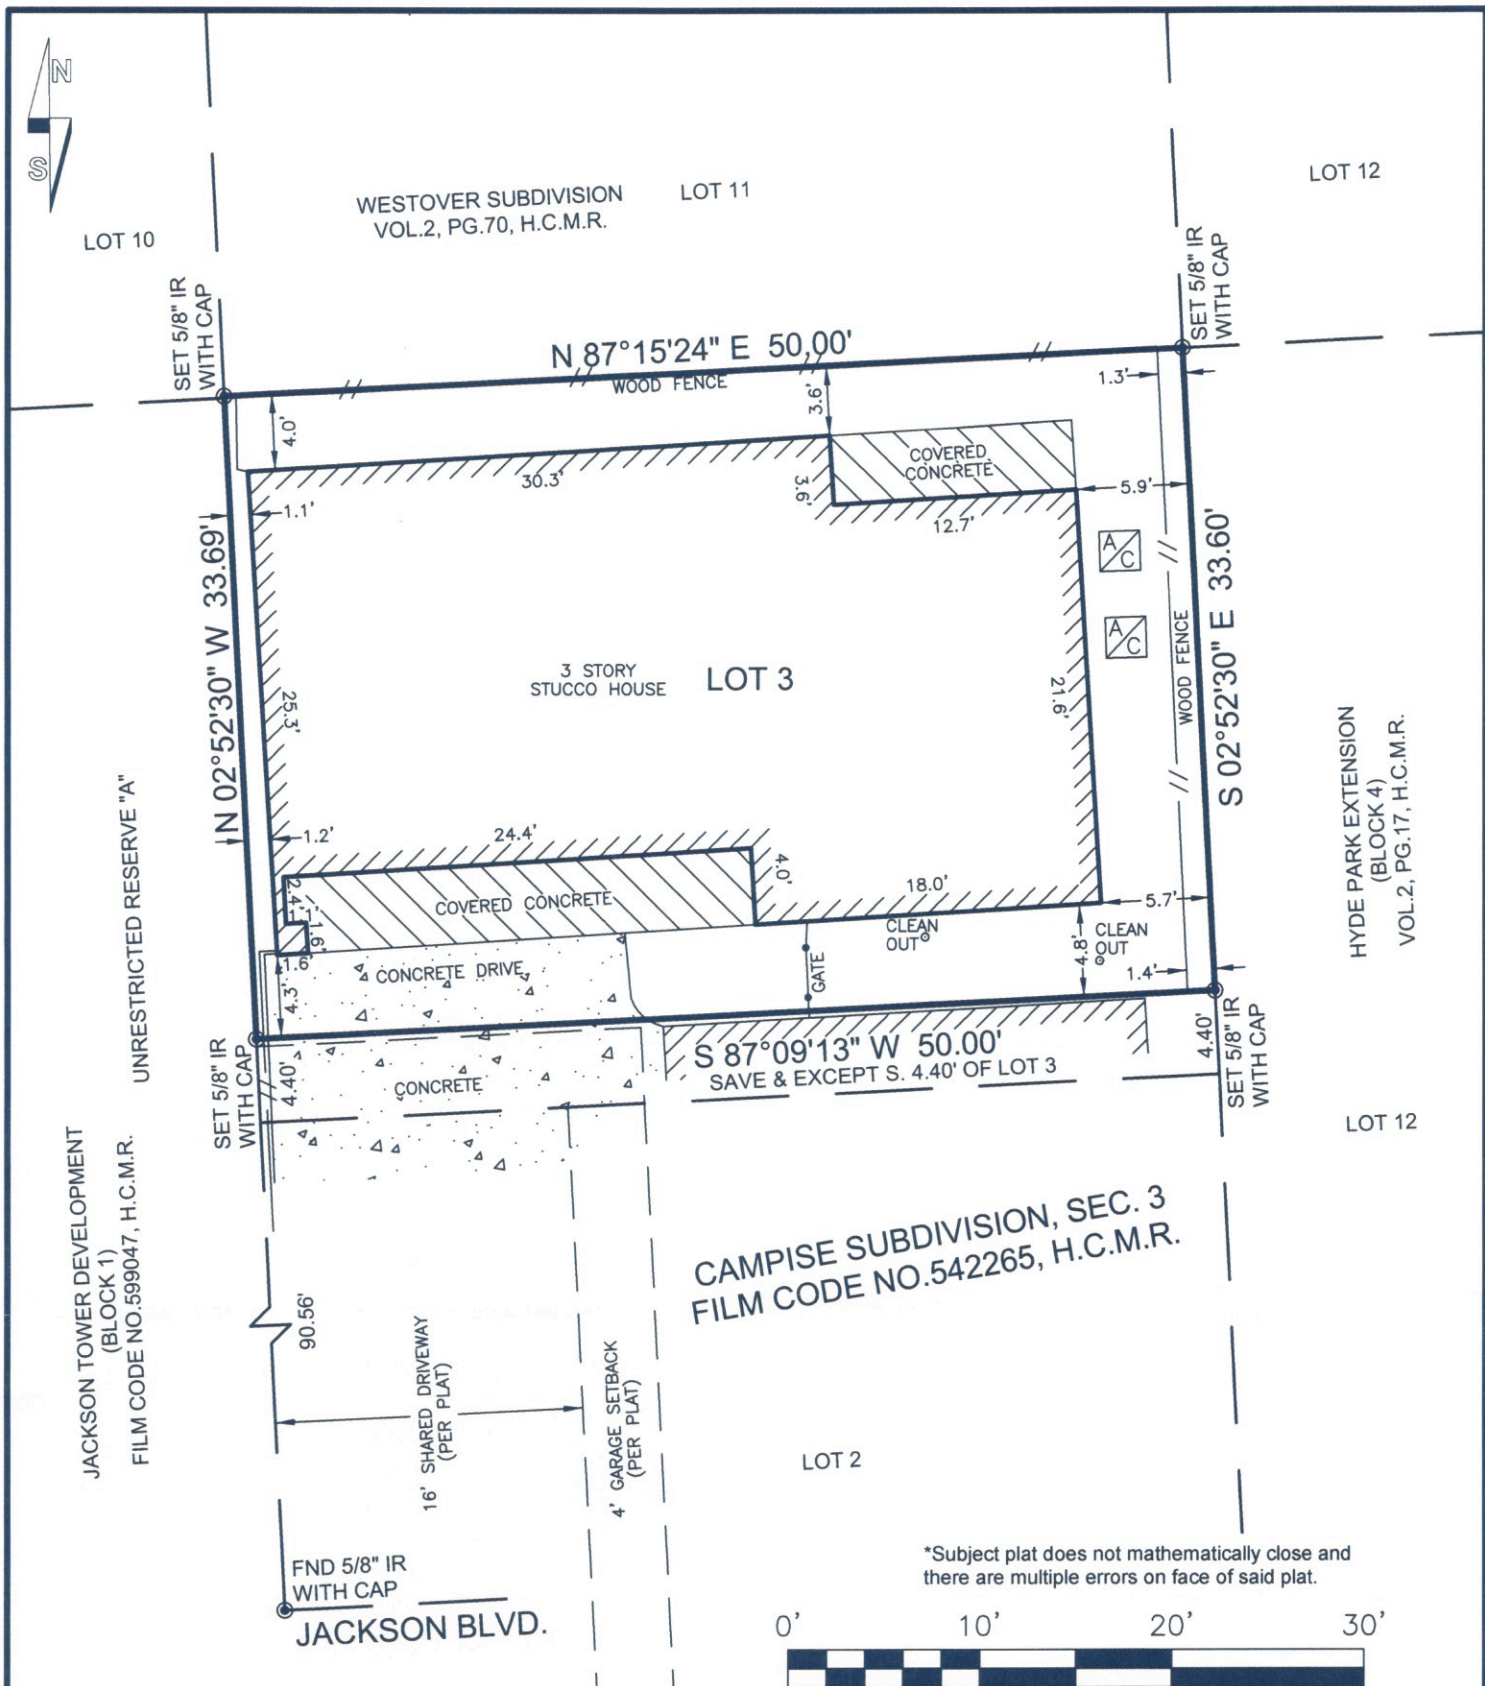 N
S
LOT 10
WESTOVER SUBDIVISION
VOL.2, PG.70, H.C.M.R.
LOT 11
LOT 12
SET 5/8" IR
WITH CAP
SET 5/8" IR
WITH CAP
N 87°15'24" E 50.00'
WOOD FENCE
4.0'
3.6'
1.3'
30.3'
3.6'
COVERED
CONCRETE
5.9'
12.7'
1.1'
A/C
A/C
N 02°52'30" W 33.69'
S 02°52'30" E 33.60'
WOOD FENCE
3 STORY
STUCCO HOUSE
LOT 3
25.3'
21.6'
1.2'
24.4'
4.0'
2.4'
1.1'
1.6'
1.6'
COVERED CONCRETE
18.0'
5.7'
CLEAN
OUT
CLEAN
OUT
GATE
4.8'
1.4'
CONCRETE DRIVE
4.3'
S 87°09'13" W 50.00'
SAVE & EXCEPT S. 4.40' OF LOT 3
4.40'
4.40'
CONCRETE
SET 5/8" IR
WITH CAP
SET 5/8" IR
WITH CAP
UNRESTRICTED RESERVE "A"
JACKSON TOWER DEVELOPMENT
(BLOCK 1)
FILM CODE NO.599047, H.C.M.R.
HYDE PARK EXTENSION
(BLOCK 4)
VOL.2, PG.17, H.C.M.R.
LOT 12
CAMPISE SUBDIVISION, SEC. 3
FILM CODE NO.542265, H.C.M.R.
90.56'
16' SHARED DRIVEWAY
(PER PLAT)
4' GARAGE SETBACK
(PER PLAT)
LOT 2
FND 5/8" IR
WITH CAP
JACKSON BLVD.
*Subject plat does not mathematically close and
there are multiple errors on face of said plat.
0' 10' 20' 30'